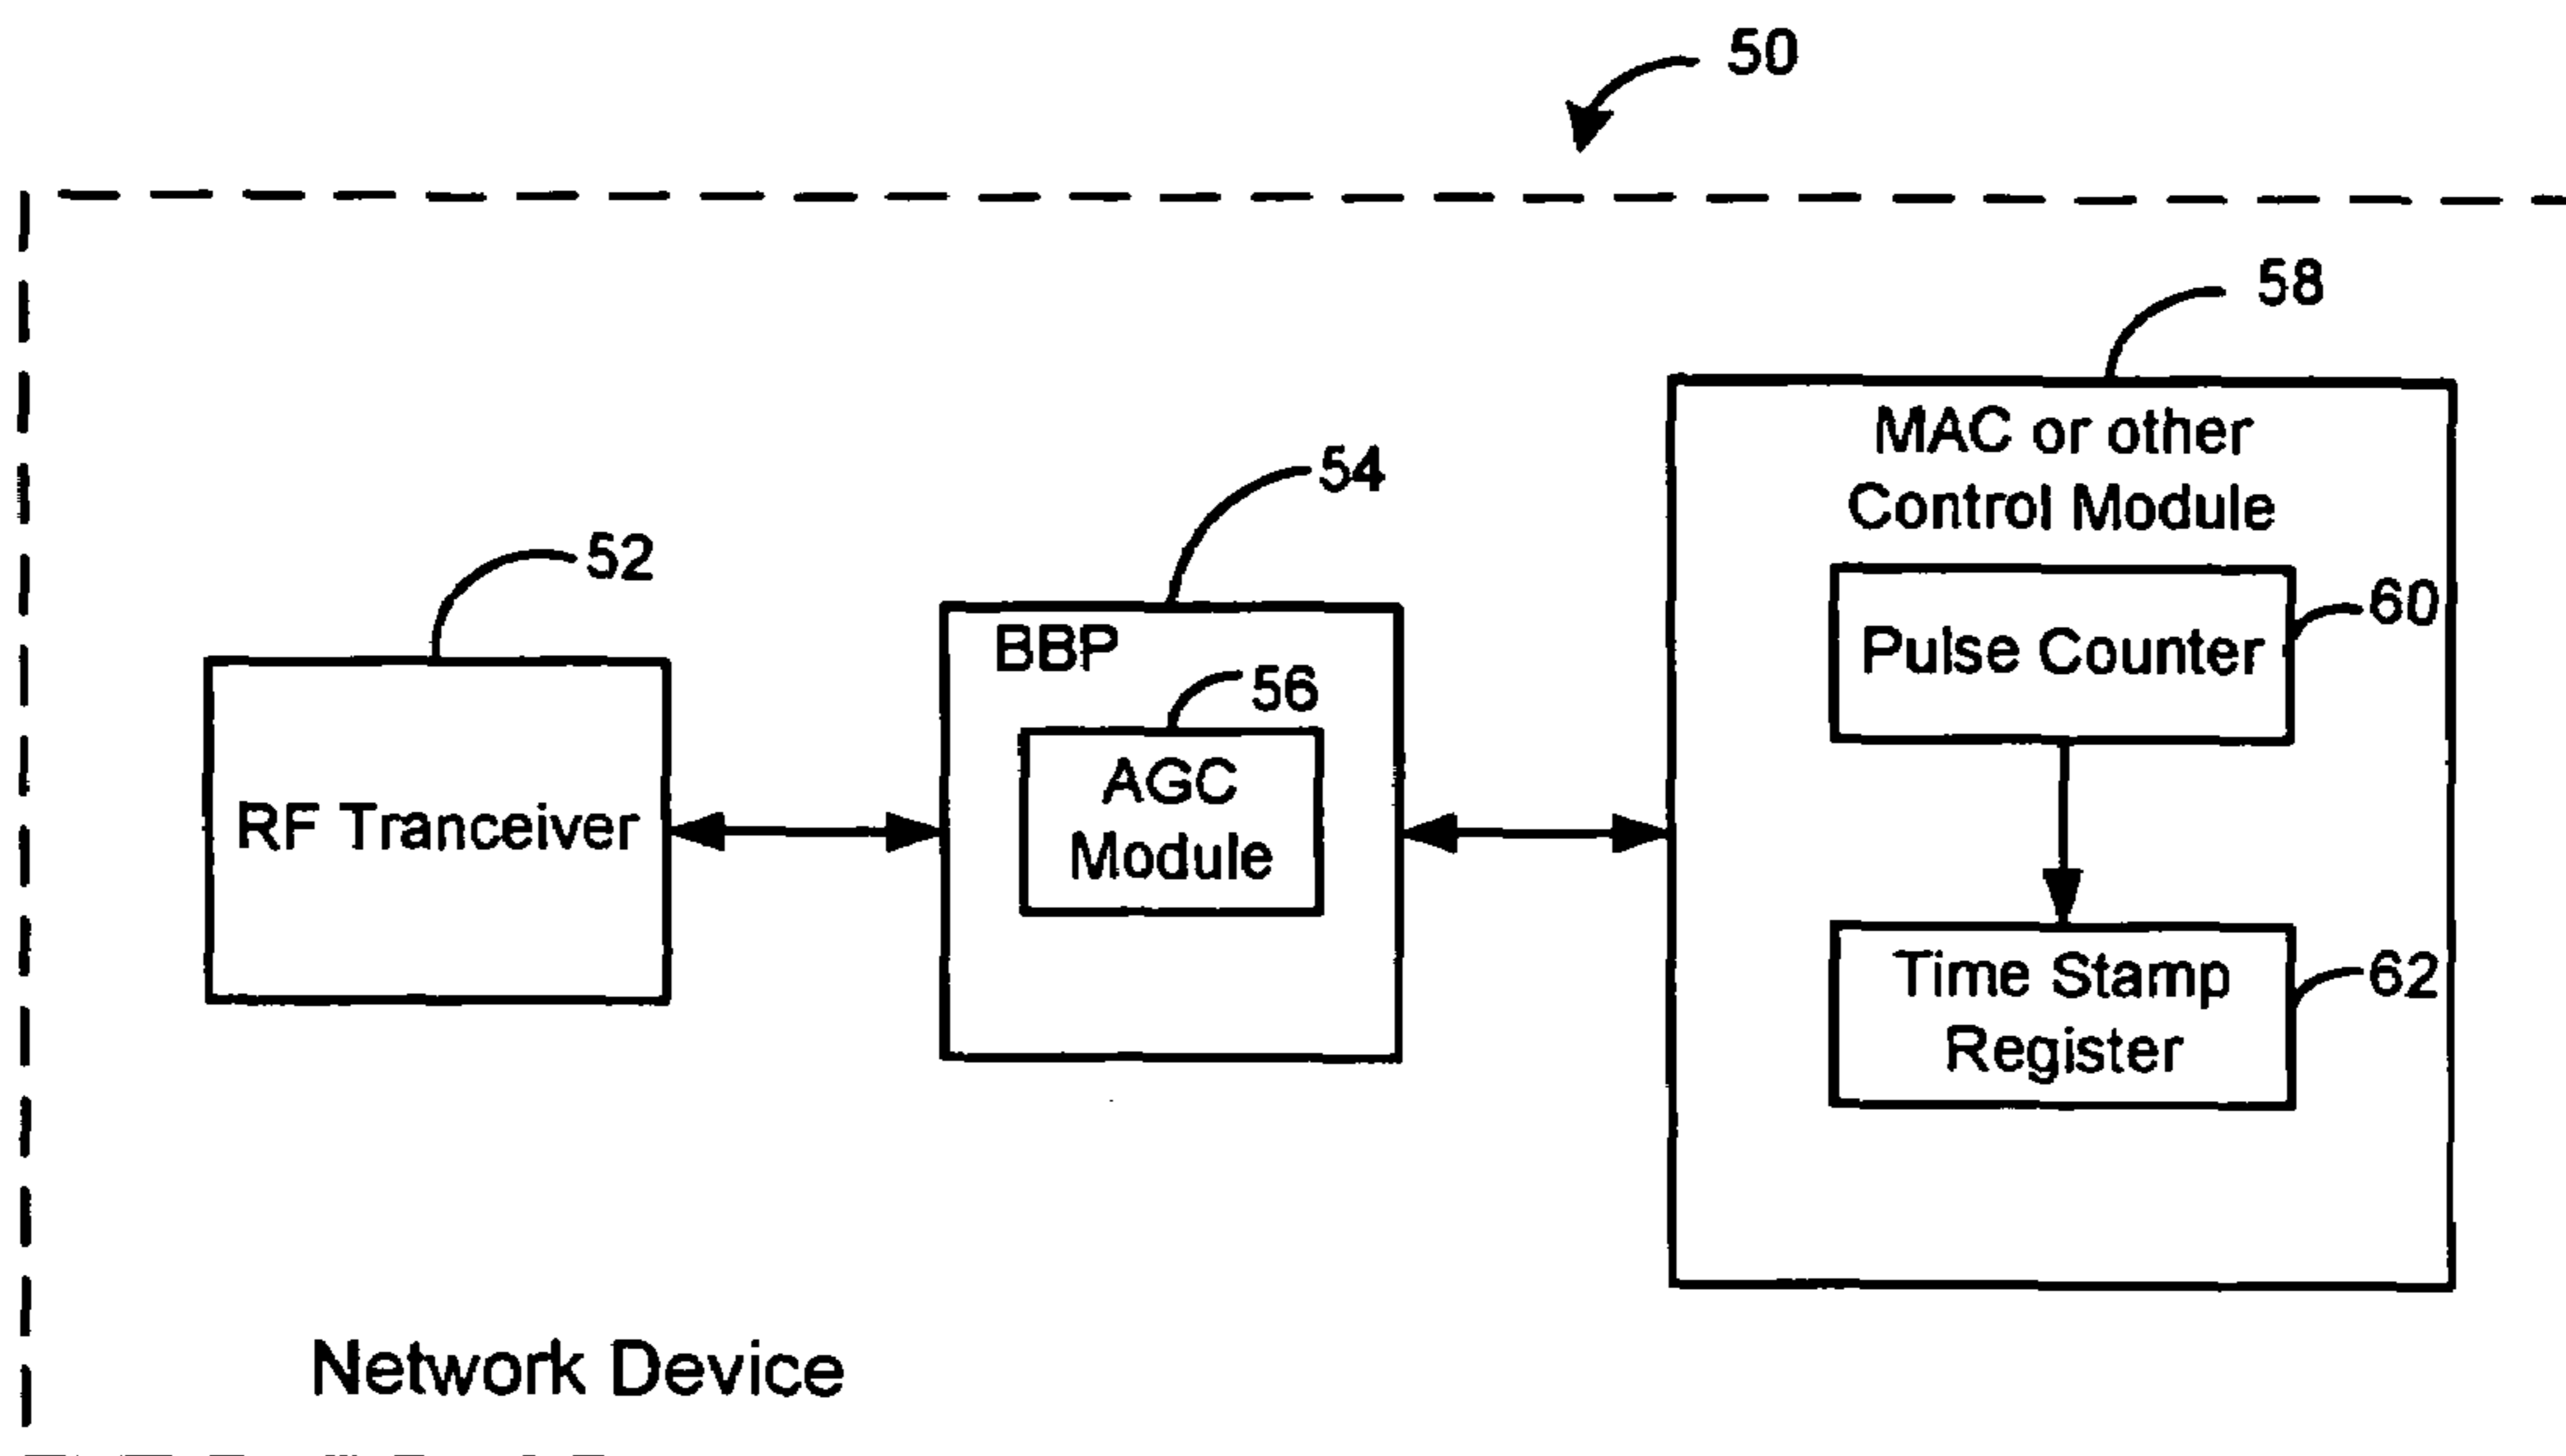 50
58
MAC or other
Control Module
54
52
60
BBP
Pulse Counter
56
AGC
Module
RF Tranceiver
Time Stamp
Register
62
Network Device